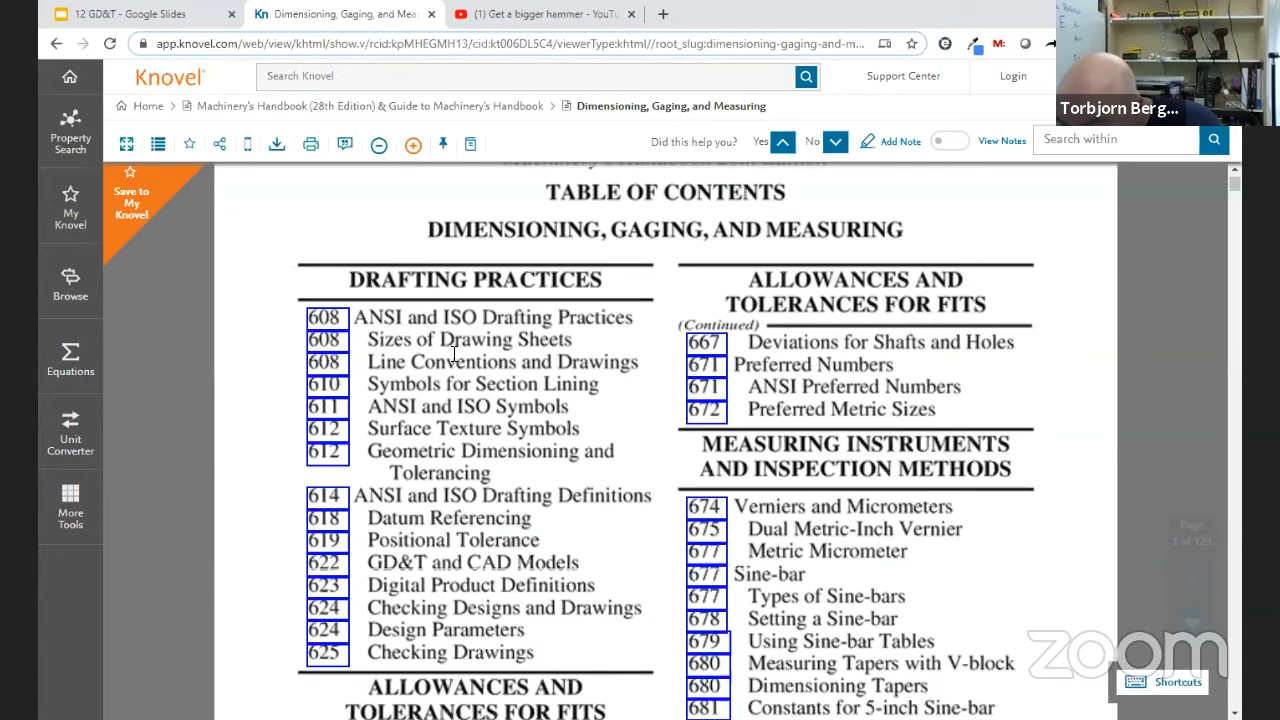 12 GD&T - Google Slides
Dimensioning, Gaging, and Mea
(1) Get a bigger hammer - YouTu
app.knovel.com/web/view/khtml/show.v/rcid:kpMHEGMH13/cid:kt006DL5C4/viewerType:khtml//root_slug:dimensioning-gaging-and-m...
Torbjorn Berg...
Knovel
Search Knovel
Support Center
Login
Home
Machinery's Handbook (28th Edition) & Guide to Machinery's Handbook
Dimensioning, Gaging, and Measuring
Did this help you? Yes No
Add Note
View Notes
Search within
Property
Search
My
Knovel
Browse
Equations
Unit
Converter
More
Tools
Save to
My
Knovel
TABLE OF CONTENTS
DIMENSIONING, GAGING, AND MEASURING
DRAFTING PRACTICES
608 ANSI and ISO Drafting Practices
608 Sizes of Drawing Sheets
608 Line Conventions and Drawings
610 Symbols for Section Lining
611 ANSI and ISO Symbols
612 Surface Texture Symbols
612 Geometric Dimensioning and
Tolerancing
614 ANSI and ISO Drafting Definitions
618 Datum Referencing
619 Positional Tolerance
622 GD&T and CAD Models
623 Digital Product Definitions
624 Checking Designs and Drawings
624 Design Parameters
625 Checking Drawings
ALLOWANCES AND
TOLERANCES FOR FITS
ALLOWANCES AND
TOLERANCES FOR FITS
(Continued)
667 Deviations for Shafts and Holes
671 Preferred Numbers
671 ANSI Preferred Numbers
672 Preferred Metric Sizes
MEASURING INSTRUMENTS
AND INSPECTION METHODS
674 Verniers and Micrometers
675 Dual Metric-Inch Vernier
677 Metric Micrometer
677 Sine-bar
677 Types of Sine-bars
678 Setting a Sine-bar
679 Using Sine-bar Tables
680 Measuring Tapers with V-block
680 Dimensioning Tapers
681 Constants for 5-inch Sine-bar
Page
1 of 123
zoom
Shortcuts